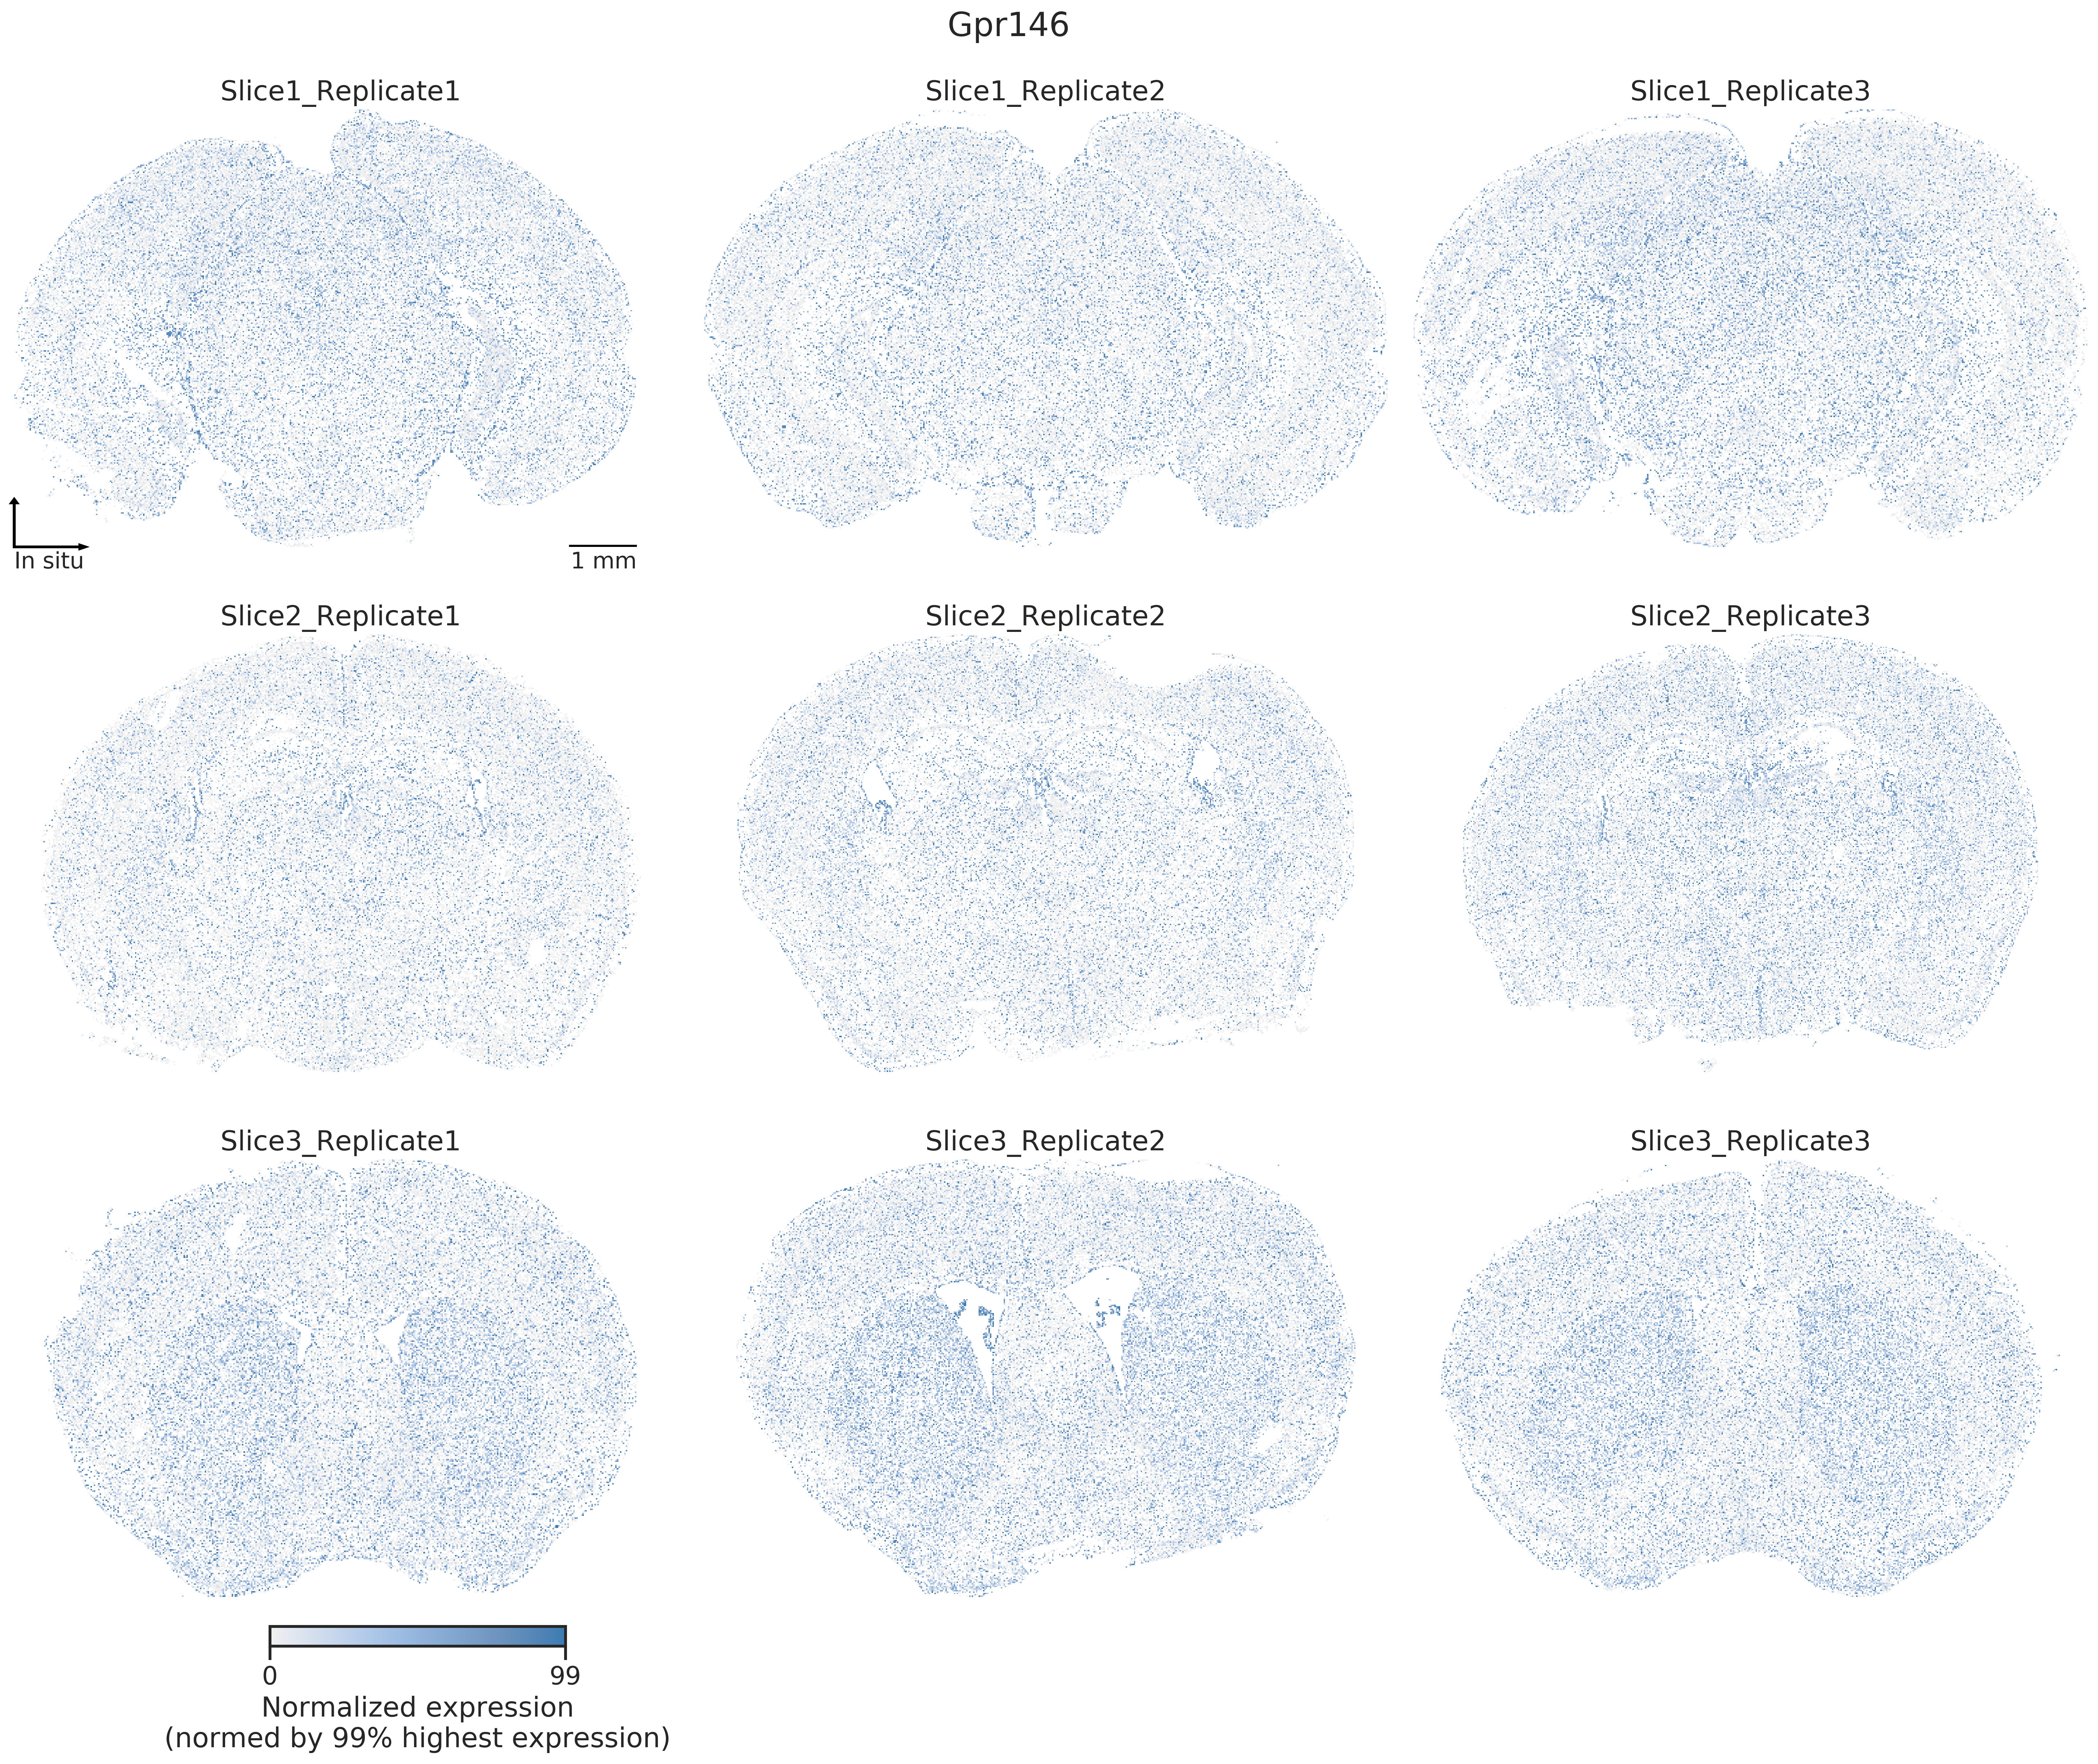 Gpr146
Slice1_Replicate1
Slice1_Replicate2
Slice1_Replicate3
In situ
1 mm
Slice2_Replicate1
Slice2_Replicate2
Slice2_Replicate3
Slice3_Replicate1
Slice3_Replicate2
Slice3_Replicate3
0
99
Normalized expression
(normed by 99% highest expression)